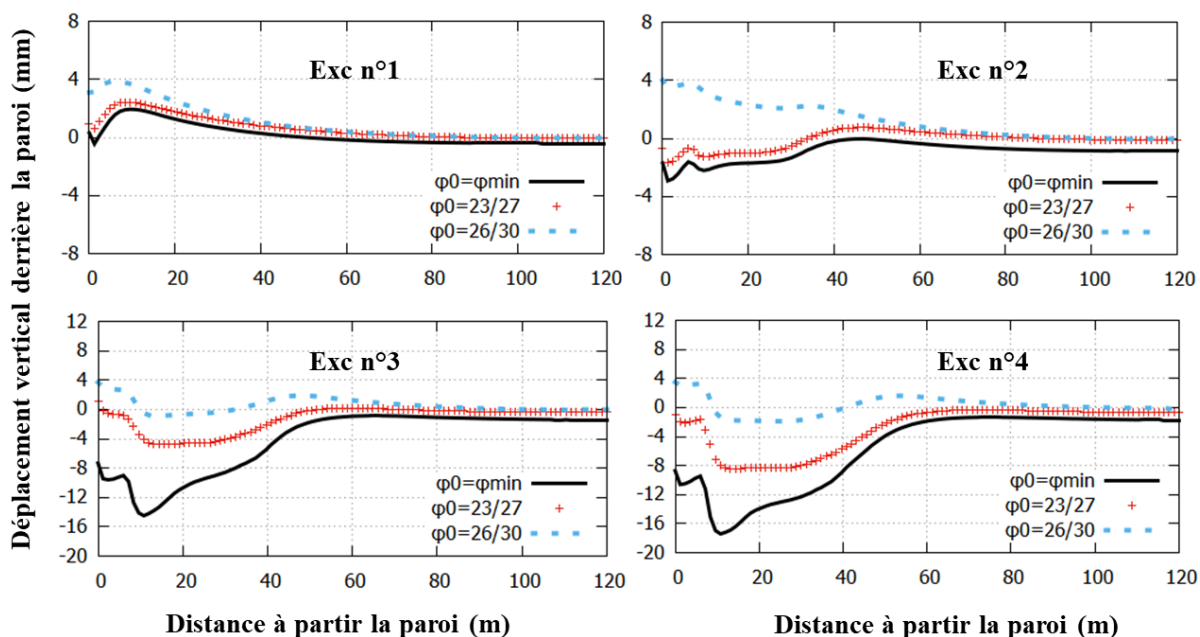 Déplacement vertical derrière la paroi (mm)
8
4
0
-4
-8
Exc n°1
φ0=φmin
φ0=23/27
φ0=26/30
0 20 40 60 80 100 120
8
4
0
-4
-8
Exc n°2
φ0=φmin
φ0=23/27
φ0=26/30
0 20 40 60 80 100 120
12
8
4
0
-4
-8
-12
-16
-20
Exc n°3
φ0=φmin
φ0=23/27
φ0=26/30
0 20 40 60 80 100 120
12
8
4
0
-4
-8
-12
-16
-20
Exc n°4
φ0=φmin
φ0=23/27
φ0=26/30
0 20 40 60 80 100 120
Distance à partir la paroi (m)
Distance à partir la paroi (m)